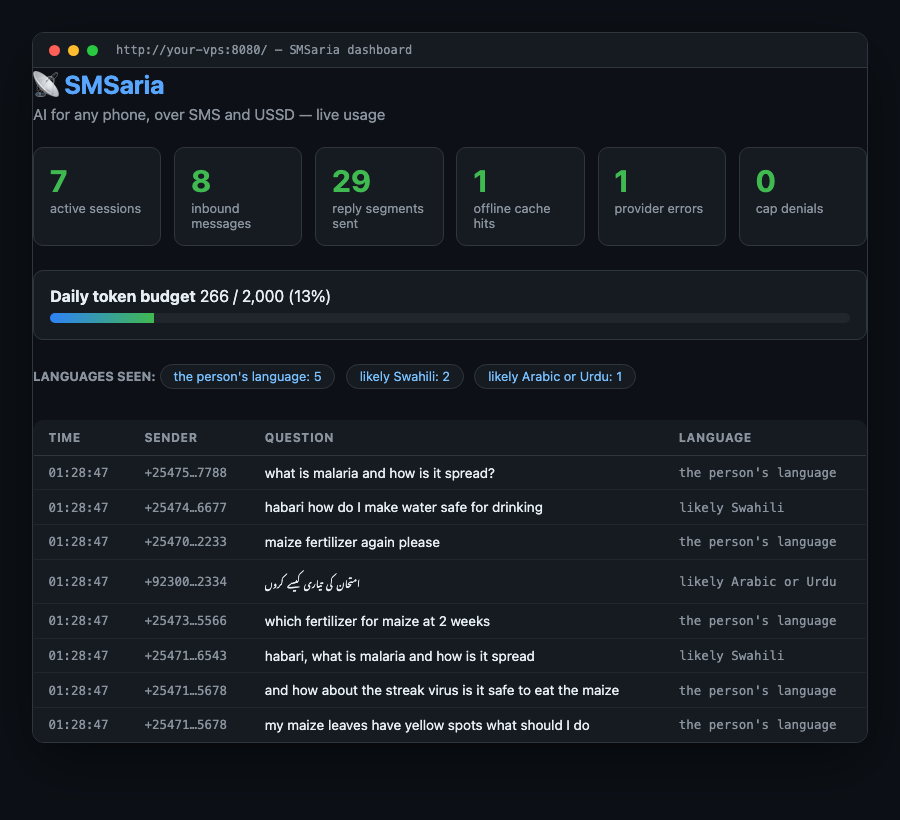 http://your-vps:8080/ — SMSaria dashboard
SMSaria
AI for any phone, over SMS and USSD — live usage
7
active sessions
8
inbound
messages
29
reply segments
sent
1
offline cache
hits
1
provider errors
0
cap denials
Daily token budget 266 / 2,000 (13%)
LANGUAGES SEEN: the person's language: 5 likely Swahili: 2 likely Arabic or Urdu: 1
TIME SENDER QUESTION LANGUAGE
01:28:47 +25475…7788 what is malaria and how is it spread? the person's language
01:28:47 +25474…6677 habari how do I make water safe for drinking likely Swahili
01:28:47 +25470…2233 maize fertilizer again please the person's language
01:28:47 +92300…2334 امتحان کی تیاری کیسے کروں likely Arabic or Urdu
01:28:47 +25473…5566 which fertilizer for maize at 2 weeks the person's language
01:28:47 +25471…6543 habari, what is malaria and how is it spread likely Swahili
01:28:47 +25471…5678 and how about the streak virus is it safe to eat the maize the person's language
01:28:47 +25471…5678 my maize leaves have yellow spots what should I do the person's language